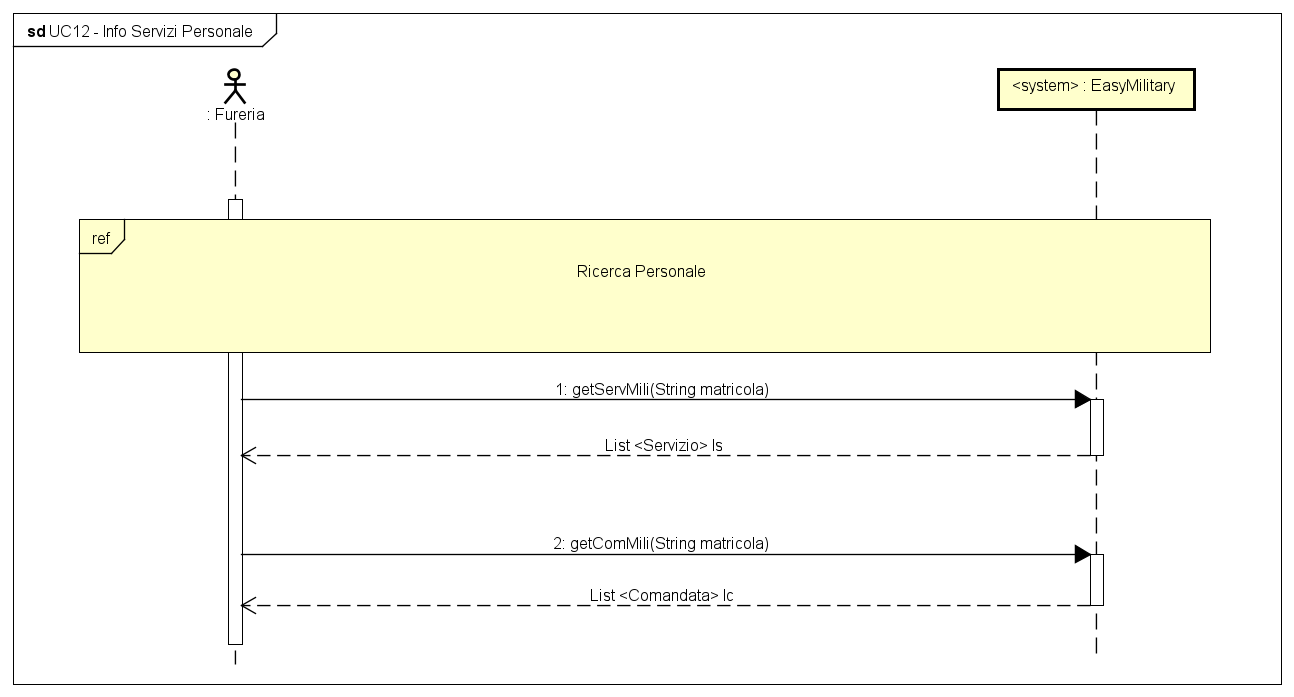 sd UC12 - Info Servizi Personale
: Fureria
<system> : EasyMilitary
ref
Ricerca Personale
1: getServMili(String matricola)
List <Servizio> ls
2: getComMili(String matricola)
List <Comandata> lc